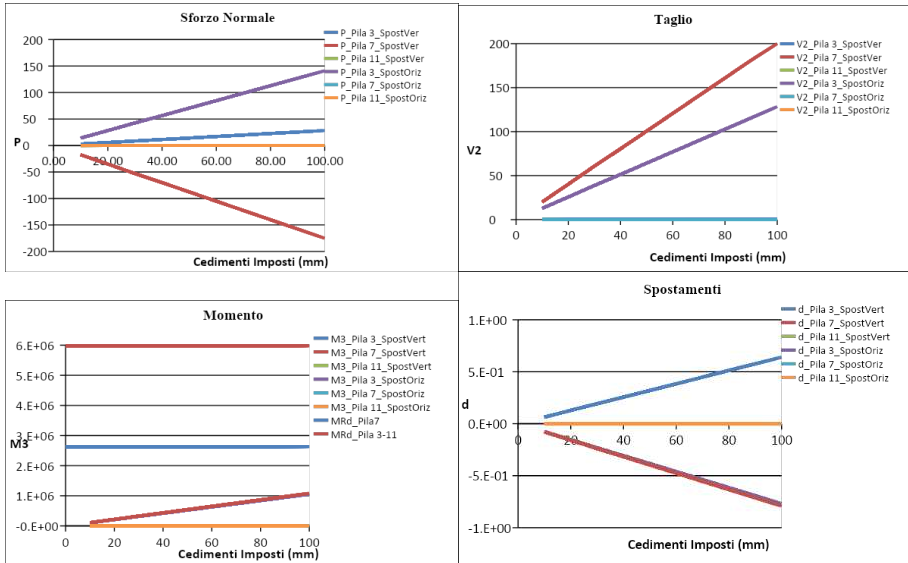 Sforzo Normale
200
150
100
50
0
-50
-100
-150
-200
P
0.00
20.00
40.00
60.00
80.00
100.00
Cedimenti Imposti (mm)
P_Pila 3_SpostVer
P_Pila 7_SpostVer
P_Pila 11_SpostVer
P_Pila 3_SpostOriz
P_Pila 7_SpostOriz
P_Pila 11_SpostOriz
Taglio
200
150
100
50
0
V2
0
20
40
60
80
100
Cedimenti Imposti (mm)
V2_Pila 3_SpostVer
V2_Pila 7_SpostVer
V2_Pila 11_SpostVer
V2_Pila 3_SpostOriz
V2_Pila 7_SpostOriz
V2_Pila 11_SpostOriz
Momento
6.E+06
5.E+06
4.E+06
3.E+06
2.E+06
1.E+06
-0.E+00
M3
0
20
40
60
80
100
Cedimenti Imposti (mm)
M3_Pila 3_SpostVert
M3_Pila 7_SpostVert
M3_Pila 11_SpostVert
M3_Pila 3_SpostOriz
M3_Pila 7_SpostOriz
M3_Pila 11_SpostOriz
MRd_Pila7
MRd_Pila 3-11
Spostamenti
1.E+00
5.E-01
0.E+00
-5.E-01
-1.E+00
d
0
20
40
60
80
100
Cedimenti Imposti (mm)
d_Pila 3_SpostVert
d_Pila 7_SpostVert
d_Pila 11_SpostVert
d_Pila 3_SpostOriz
d_Pila 7_SpostOriz
d_Pila 11_SpostOriz